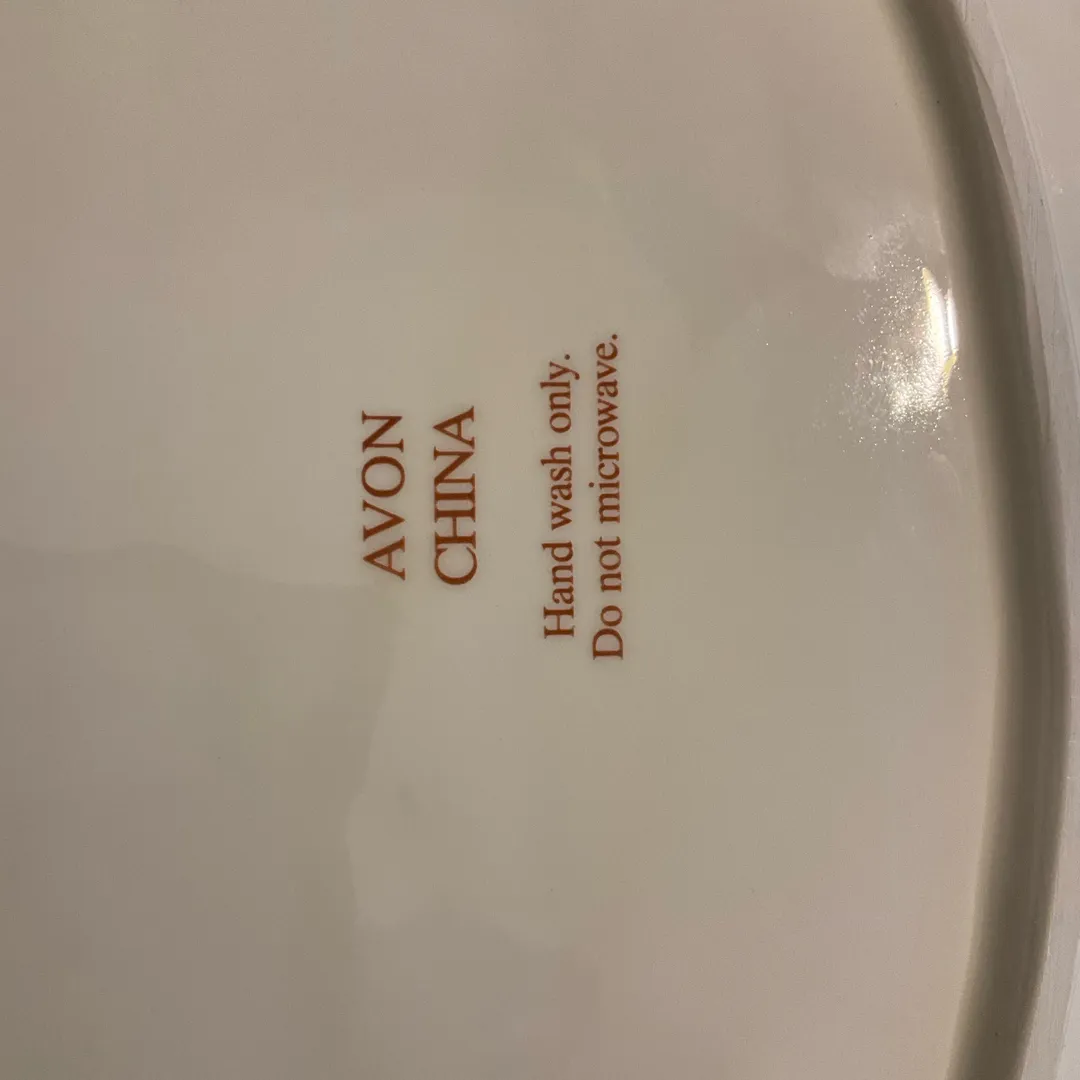 AVON
CHINA
Hand wash only.
Do not microwave.